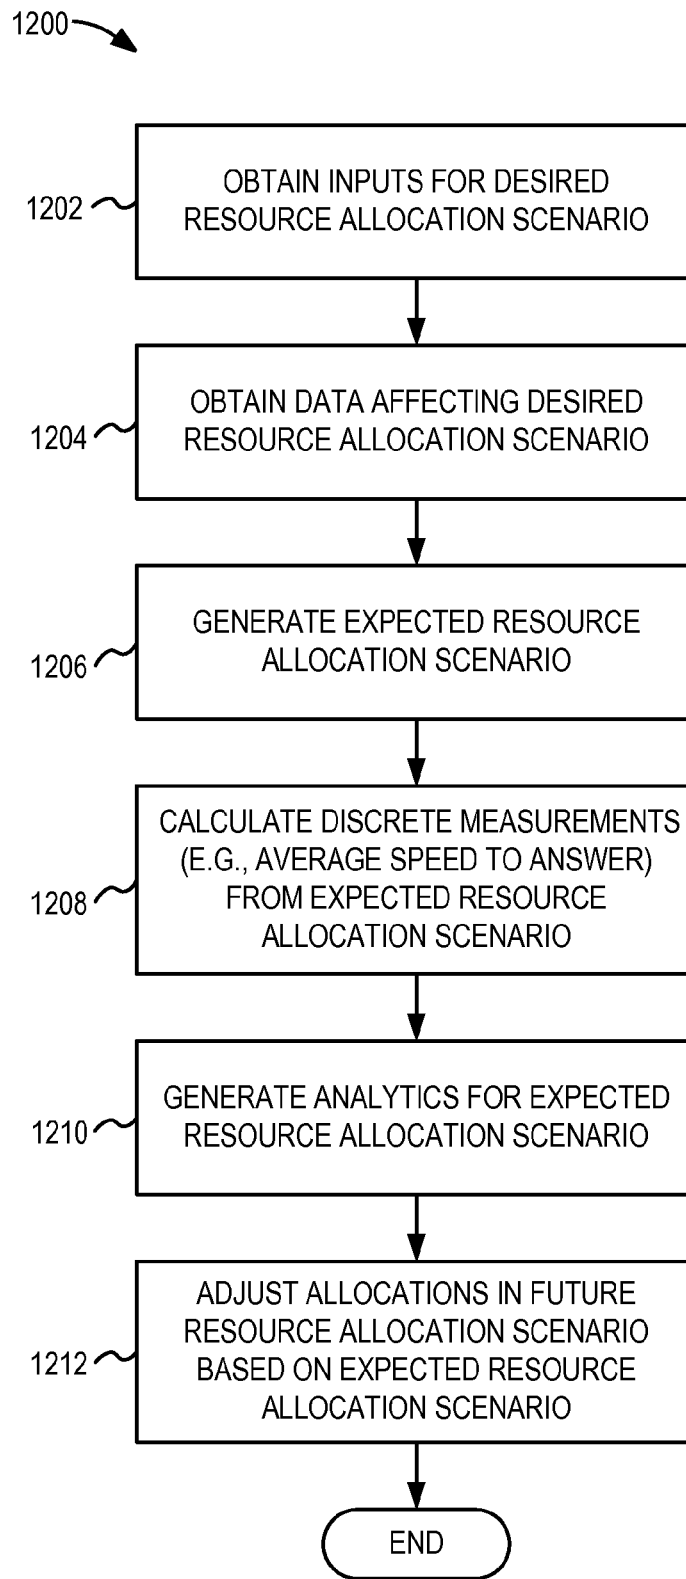 1200
1202
OBTAIN INPUTS FOR DESIRED
RESOURCE ALLOCATION SCENARIO
1204
OBTAIN DATA AFFECTING DESIRED
RESOURCE ALLOCATION SCENARIO
1206
GENERATE EXPECTED RESOURCE
ALLOCATION SCENARIO
1208
CALCULATE DISCRETE MEASUREMENTS
(E.G., AVERAGE SPEED TO ANSWER)
FROM EXPECTED RESOURCE
ALLOCATION SCENARIO
1210
GENERATE ANALYTICS FOR EXPECTED
RESOURCE ALLOCATION SCENARIO
1212
ADJUST ALLOCATIONS IN FUTURE
RESOURCE ALLOCATION SCENARIO
BASED ON EXPECTED RESOURCE
ALLOCATION SCENARIO
END